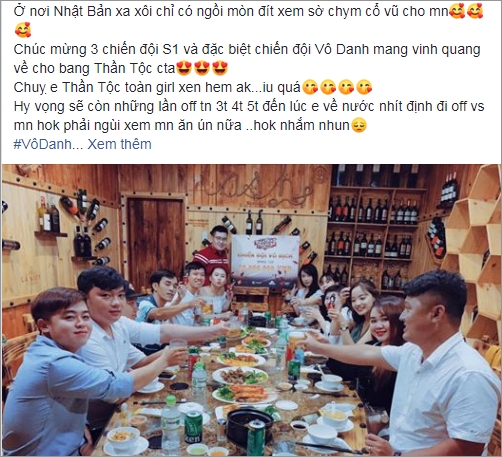 Ở nơi Nhật Bản xa xôi chỉ có ngồi mòn đít xem sờ chym cổ vũ cho mn🥰🥰
🥰
Chúc mừng 3 chiến đội S1 và đặc biệt chiến đội Vô Danh mang vinh quang
về cho bang Thần Tộc cta😍😍😍
Chuỵ e Thần Tộc toàn girl xen hem ak...iu quá😋😋😋😋
Hy vọng sẽ còn những lần off tn 3t 4t 5t đến lúc e về nước nhít định đi off vs
mn hok phải ngùi xem mn ăn ún nữa ..hok nhắm nhun😔
#VôDanh... Xem thêm
CHIẾN ĐỘI VÔ ĐỊCH